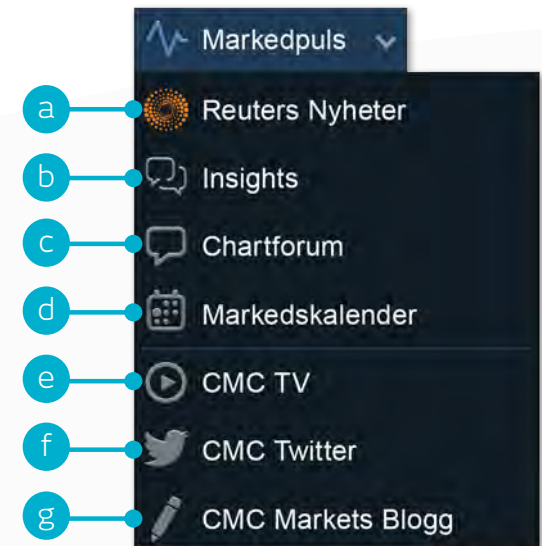 Markedpuls
a Reuters Nyheter
b Insights
c Chartforum
d Markedskalender
e CMC TV
f CMC Twitter
g CMC Markets Blogg